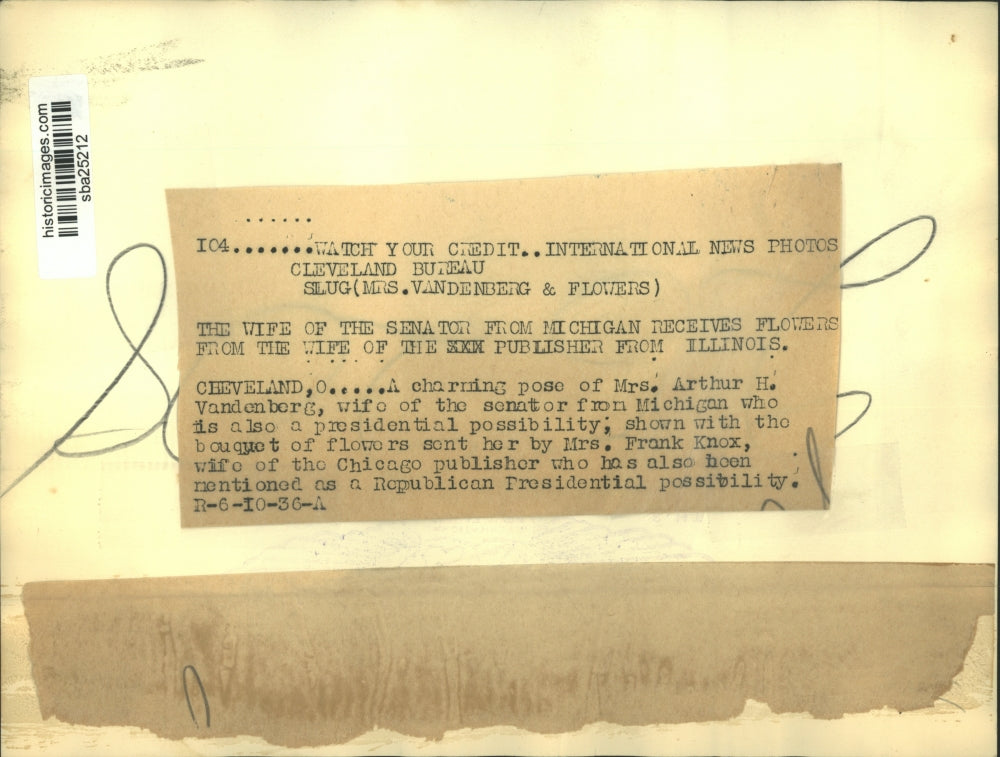 historicimages.com
sba25212
......
I04.......WATCH YOUR CREDIT..INTERNATIONAL NEWS PHOTOS
CLEVELAND BUREAU
SLUG(MRS.VANDENBERG & FLOWERS)
THE WIFE OF THE SENATOR FROM MICHIGAN RECEIVES FLOWERS
FROM THE WIFE OF THE XXX PUBLISHER FROM ILLINOIS.
CHEVELAND,O.....A charming pose of Mrs. Arthur H.
Vandenberg, wife of the senator from Michigan who
is also a presidential possibility; shown with the
bouquet of flowers sent her by Mrs. Frank Knox,
wife of the Chicago publisher who has also been
mentioned as a Republican Presidential possibility.
R-6-I0-36-A